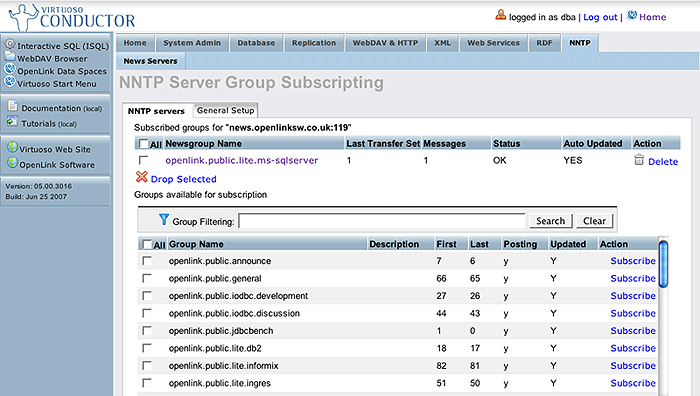 VIRTUOSO
CONDUCTOR
logged in as dba | Log out | Home
Interactive SQL (ISQL)
WebDAV Browser
OpenLink Data Spaces
Virtuoso Start Menu
Documentation (local)
Tutorials (local)
Virtuoso Web Site
OpenLink Software
Version: 05.00.3016
Build: Jun 25 2007
Home System Admin Database Replication WebDAV & HTTP XML Web Services RDF NNTP
News Servers
NNTP Server Group Subscripting
NNTP servers General Setup
Subscribed groups for "news.openlinksw.co.uk:119"
All Newsgroup Name Last Transfer Set Messages Status Auto Updated Action
openlink.public.lite.ms-sqlserver 1 1 OK YES Delete
Drop Selected
Groups available for subscription
Group Filtering: Search Clear
All Group Name Description First Last Posting Updated Action
openlink.public.announce 7 6 y Y Subscribe
openlink.public.general 66 65 y Y Subscribe
openlink.public.iodbc.development 27 26 y Y Subscribe
openlink.public.iodbc.discussion 44 43 y Y Subscribe
openlink.public.jdbcbench 1 0 y Y Subscribe
openlink.public.lite.db2 18 17 y Y Subscribe
openlink.public.lite.informix 82 81 y Y Subscribe
openlink.public.lite.ingres 51 50 y Y Subscribe